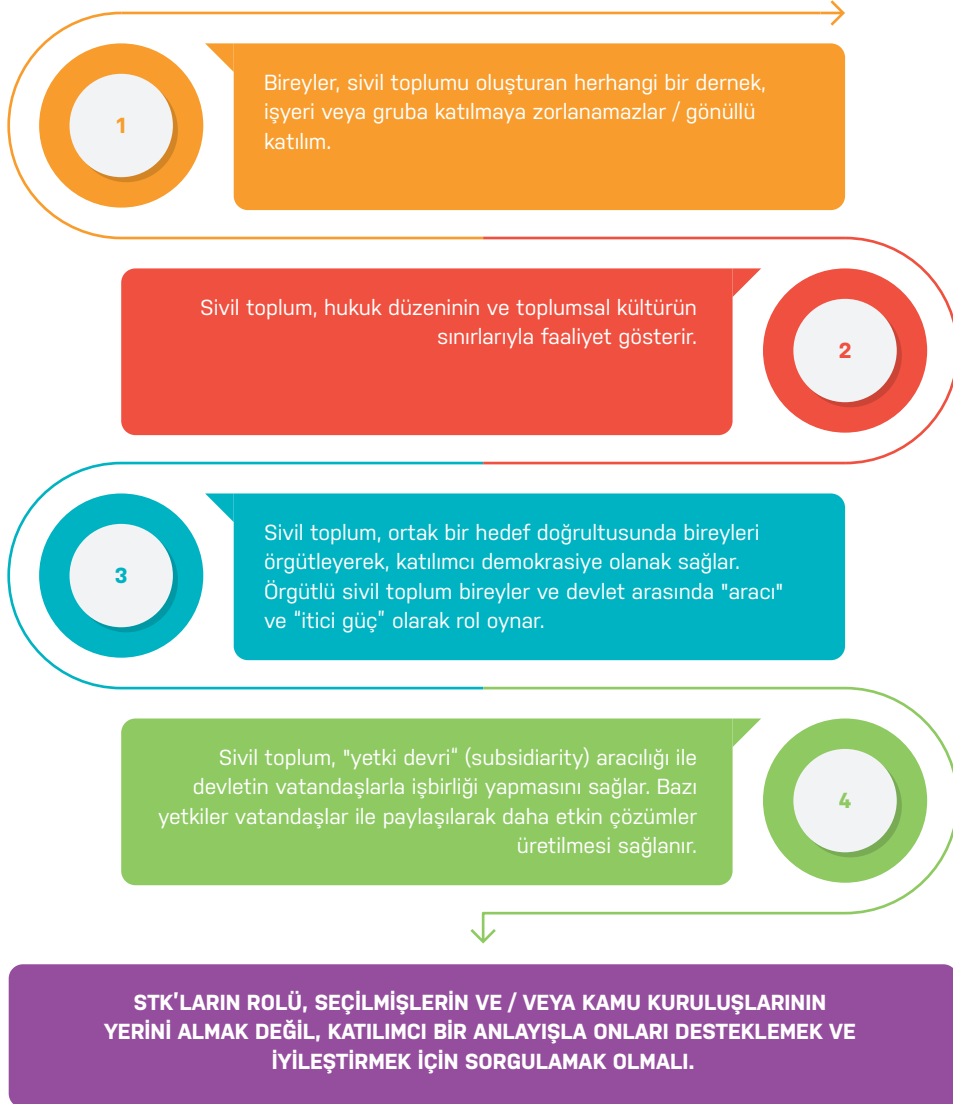 1
Bireyler, sivil toplumu oluşturan herhangi bir dernek,
işyeri veya gruba katılmaya zorlanamazlar / gönüllü
katılım.
Sivil toplum, hukuk düzeninin ve toplumsal kültürün
sınırlarıyla faaliyet gösterir.
2
3
Sivil toplum, ortak bir hedef doğrultusunda bireyleri
örgütleyerek, katılımcı demokrasiye olanak sağlar.
Örgütlü sivil toplum bireyler ve devlet arasında "aracı"
ve “itici güç” olarak rol oynar.
Sivil toplum, "yetki devri“ (subsidiarity) aracılığı ile
devletin vatandaşlarla işbirliği yapmasını sağlar. Bazı
yetkiler vatandaşlar ile paylaşılarak daha etkin çözümler
üretilmesi sağlanır.
4
STK’LARIN ROLÜ, SEÇİLMİŞLERİN VE / VEYA KAMU KURULUŞLARININ
YERİNİ ALMAK DEĞİL, KATILIMCI BİR ANLAYIŞLA ONLARI DESTEKLEMEK VE
İYİLEŞTİRMEK İÇİN SORGULAMAK OLMALI.